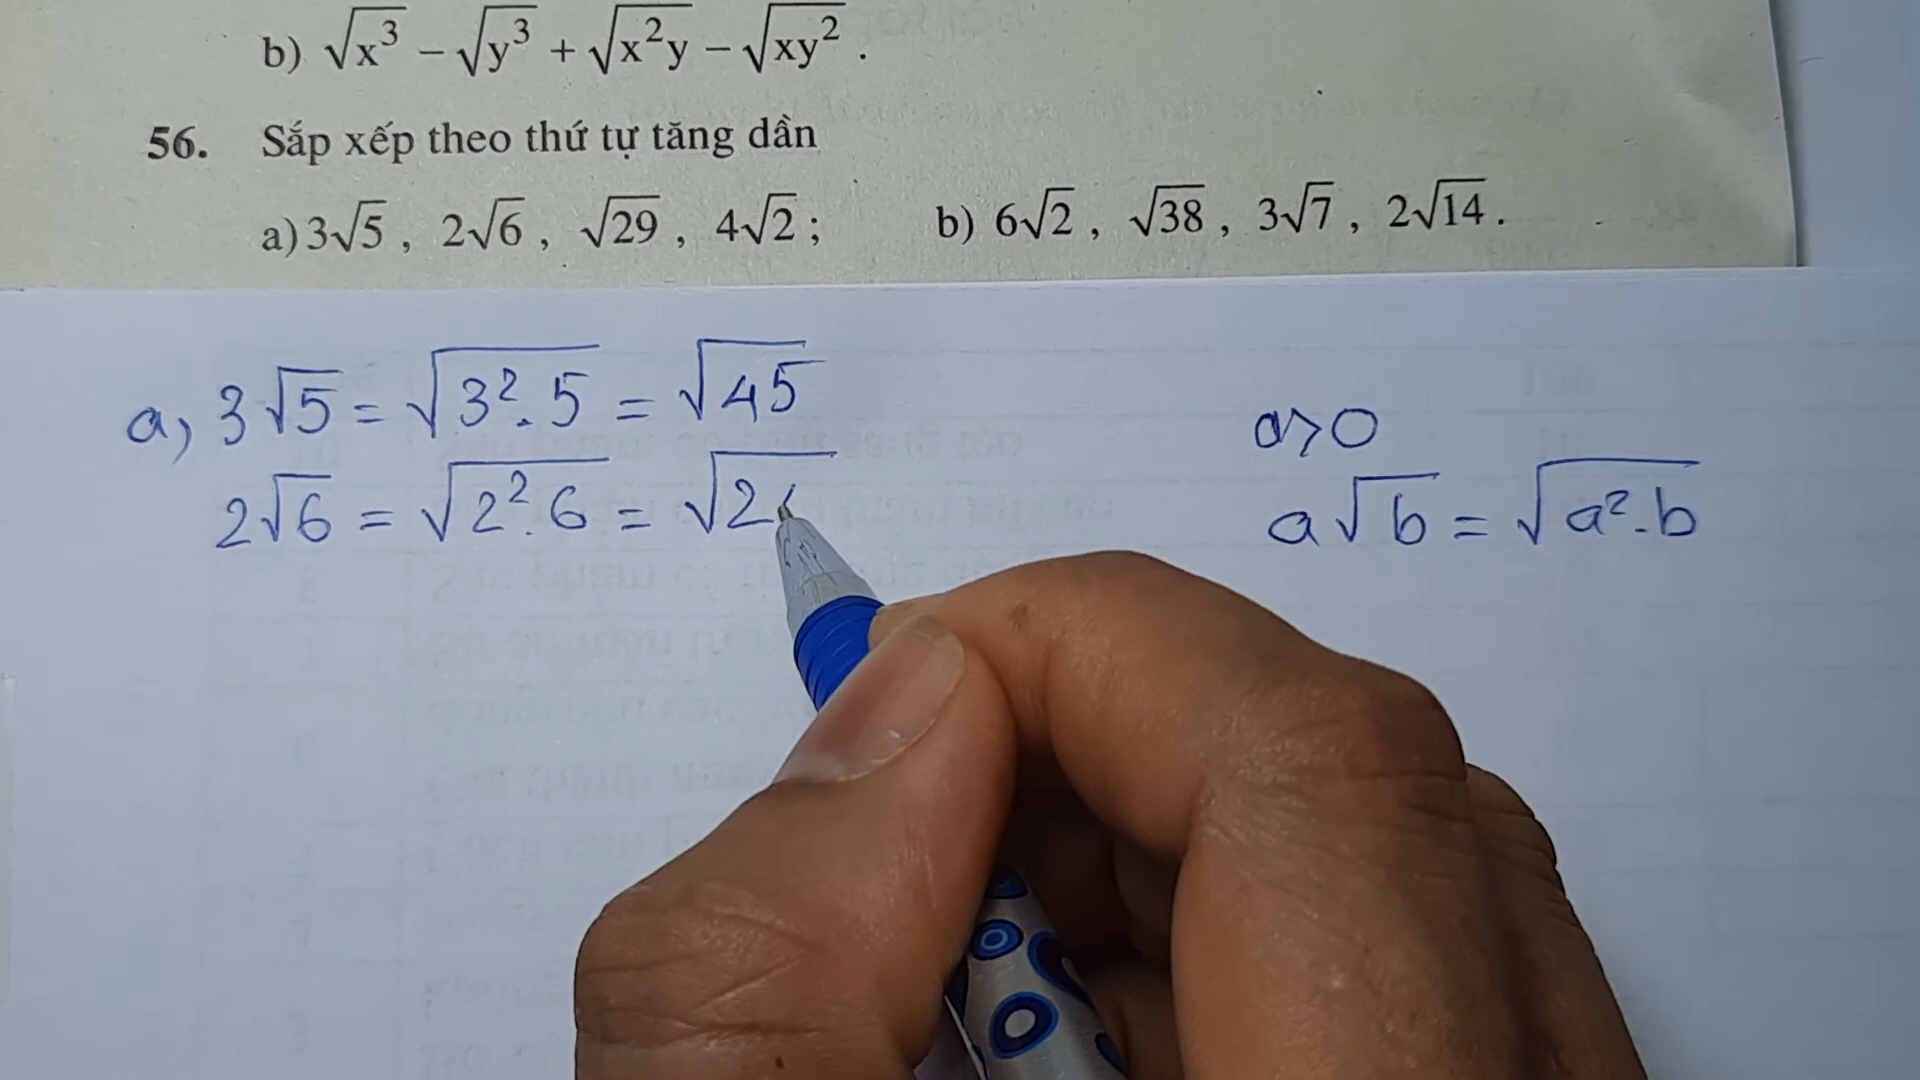 b) √x³ − √y³ + √x²y − √xy² .
56. Sắp xếp theo thứ tự tăng dần
a) 3√5 , 2√6 , √29 , 4√2 ; b) 6√2 , √38 , 3√7 , 2√14 .
a) 3√5 = √3².5 = √45
2√6 = √2².6 = √2
a>0
a√b = √a².b